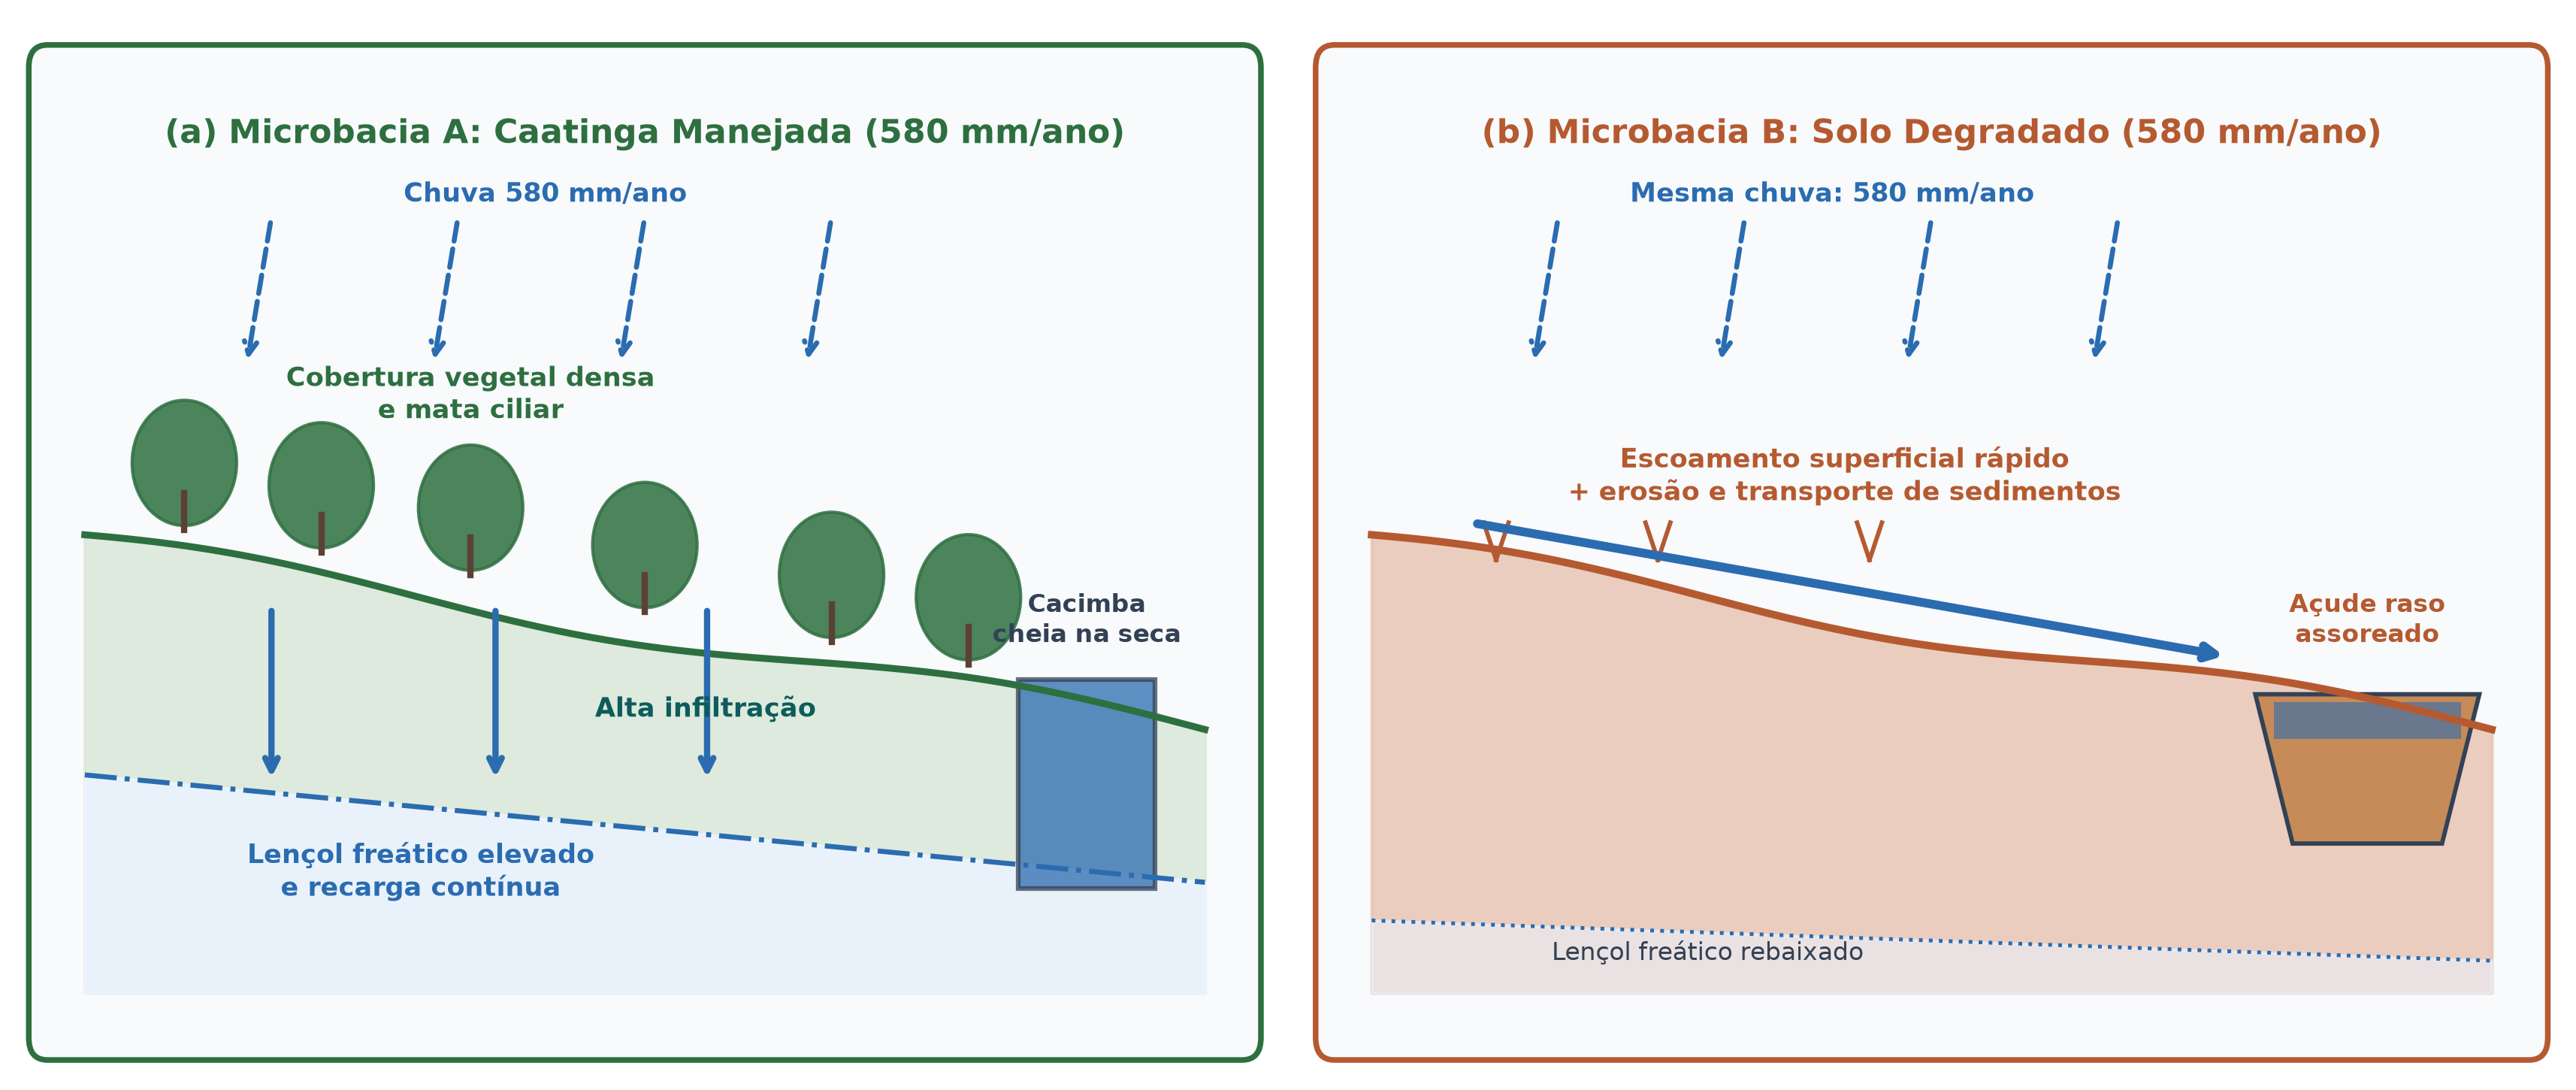 (a) Microbacia A: Caatinga Manejada (580 mm/ano)
Chuva 580 mm/ano
Cobertura vegetal densa
e mata ciliar
Cacimba
cheia na seca
Alta infiltração
Lençol freático elevado
e recarga contínua
(b) Microbacia B: Solo Degradado (580 mm/ano)
Mesma chuva: 580 mm/ano
Escoamento superficial rápido
+ erosão e transporte de sedimentos
Açude raso
assoreado
Lençol freático rebaixado